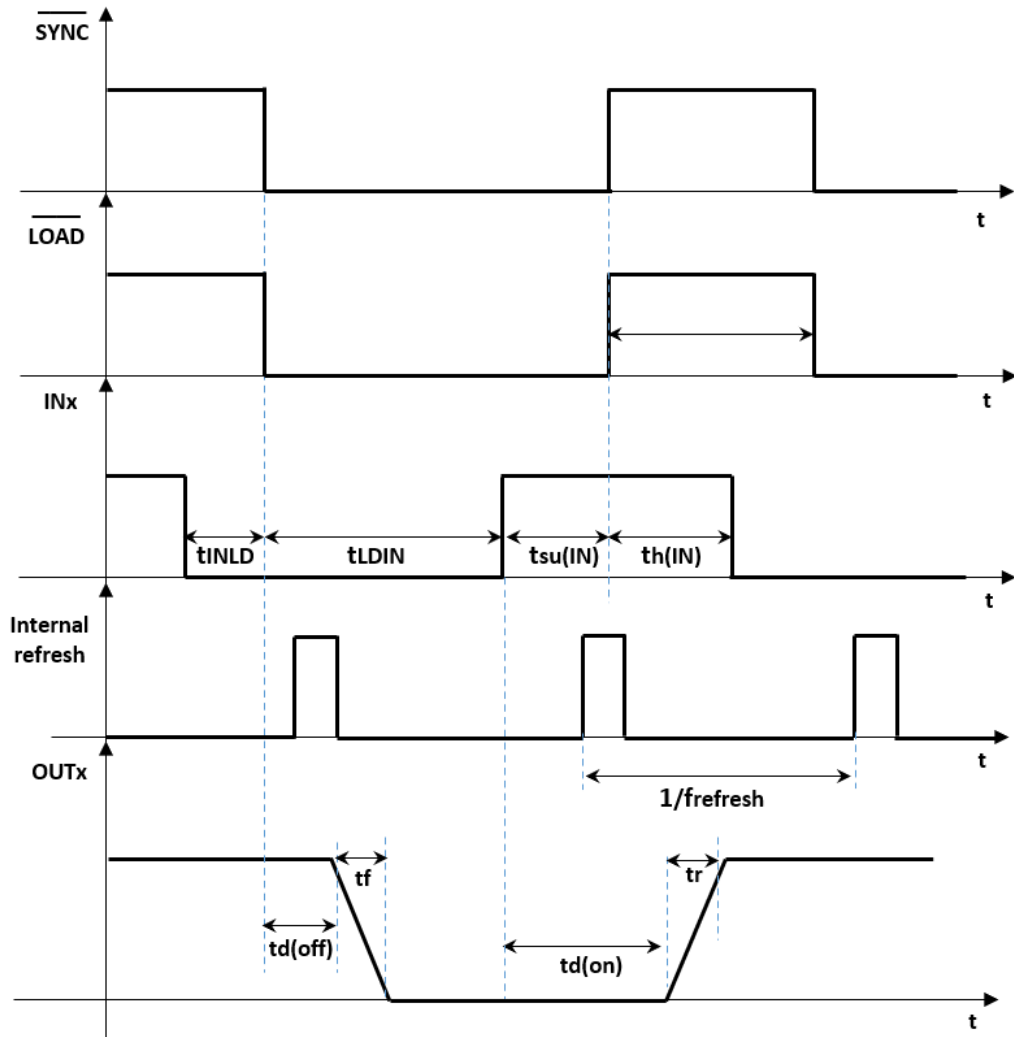 SYNC
t
LOAD
t
INx
tINLD
tLDIN
tsu(IN)
th(IN)
t
Internal
refresh
t
1/frefresh
OUTx
tf
tr
td(off)
td(on)
t